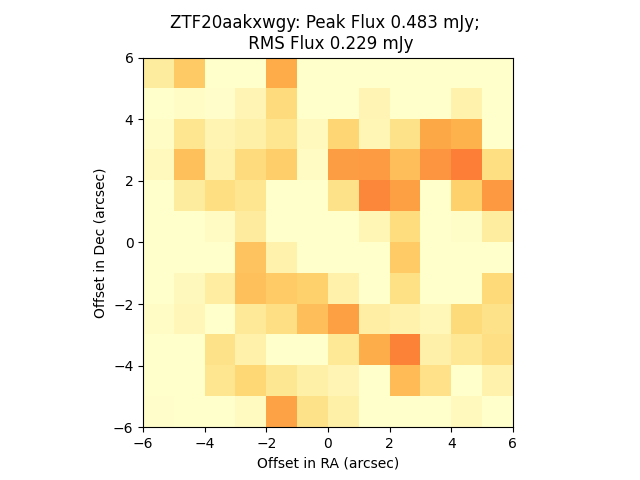 ZTF20aakxwgy: Peak Flux 0.483 mJy;
RMS Flux 0.229 mJy
6
4
2
0
−2
−4
−6
Offset in Dec (arcsec)
−6 −4 −2 0 2 4 6
Offset in RA (arcsec)